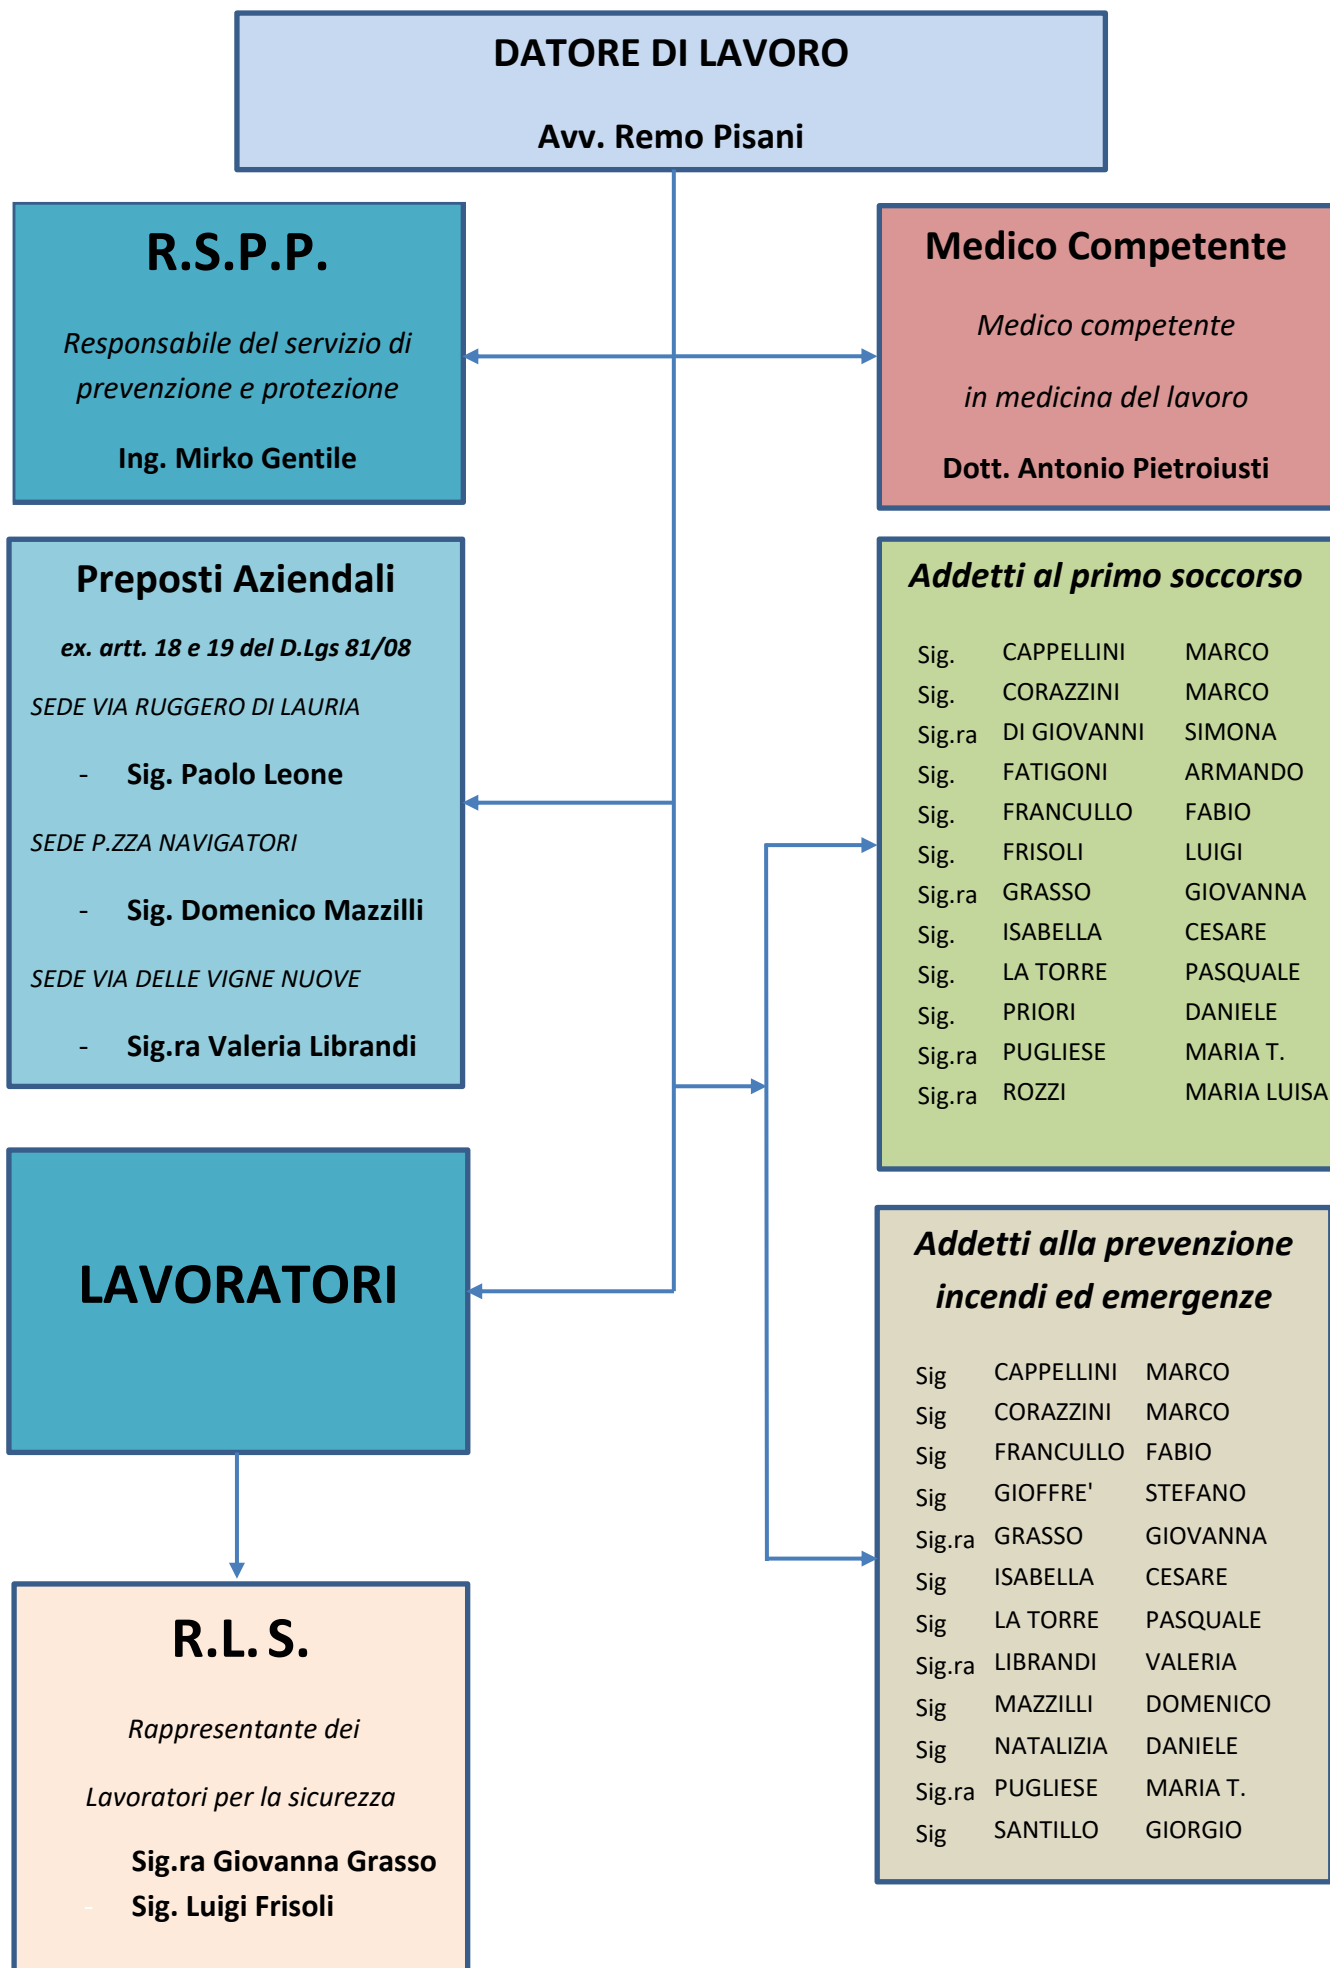 DATORE DI LAVORO
Avv. Remo Pisani
R.S.P.P.
Responsabile del servizio di
prevenzione e protezione
Ing. Mirko Gentile
Medico Competente
Medico competente
in medicina del lavoro
Dott. Antonio Pietroiusti
Preposti Aziendali
ex. artt. 18 e 19 del D.Lgs 81/08
SEDE VIA RUGGERO DI LAURIA
- Sig. Paolo Leone
SEDE P.ZZA NAVIGATORI
- Sig. Domenico Mazzilli
SEDE VIA DELLE VIGNE NUOVE
- Sig.ra Valeria Librandi
Addetti al primo soccorso
Sig. CAPPELLINI MARCO
Sig. CORAZZINI MARCO
Sig.ra DI GIOVANNI SIMONA
Sig. FATIGONI ARMANDO
Sig. FRANCULLO FABIO
Sig. FRISOLI LUIGI
Sig.ra GRASSO GIOVANNA
Sig. ISABELLA CESARE
Sig. LA TORRE PASQUALE
Sig. PRIORI DANIELE
Sig.ra PUGLIESE MARIA T.
Sig.ra ROZZI MARIA LUISA
LAVORATORI
Addetti alla prevenzione
incendi ed emergenze
Sig CAPPELLINI MARCO
Sig CORAZZINI MARCO
Sig FRANCULLO FABIO
Sig GIOFFRE' STEFANO
Sig.ra GRASSO GIOVANNA
Sig ISABELLA CESARE
Sig LA TORRE PASQUALE
Sig.ra LIBRANDI VALERIA
Sig MAZZILLI DOMENICO
Sig NATALIZIA DANIELE
Sig.ra PUGLIESE MARIA T.
Sig SANTILLO GIORGIO
R.L. S.
Rappresentante dei
Lavoratori per la sicurezza
Sig.ra Giovanna Grasso
- Sig. Luigi Frisoli